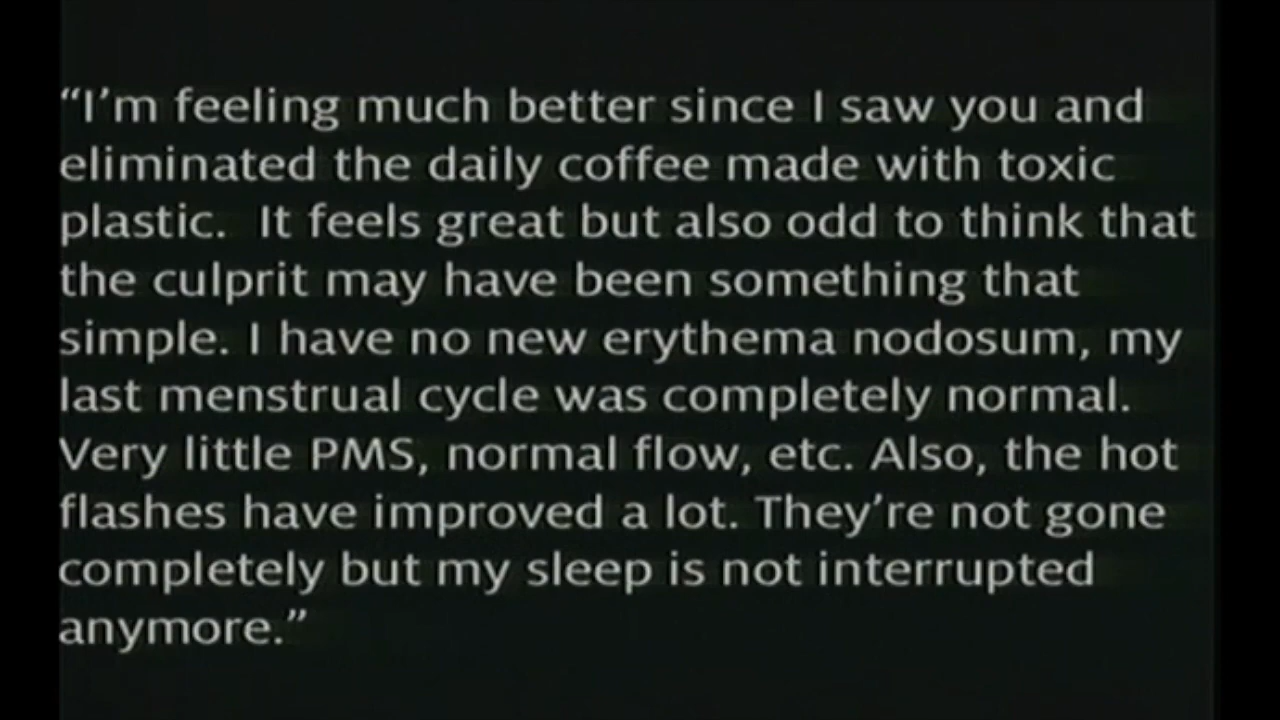 “I’m feeling much better since I saw you and
eliminated the daily coffee made with toxic
plastic.  It feels great but also odd to think that
the culprit may have been something that
simple. I have no new erythema nodosum, my
last menstrual cycle was completely normal.
Very little PMS, normal flow, etc. Also, the hot
flashes have improved a lot. They’re not gone
completely but my sleep is not interrupted
anymore.”